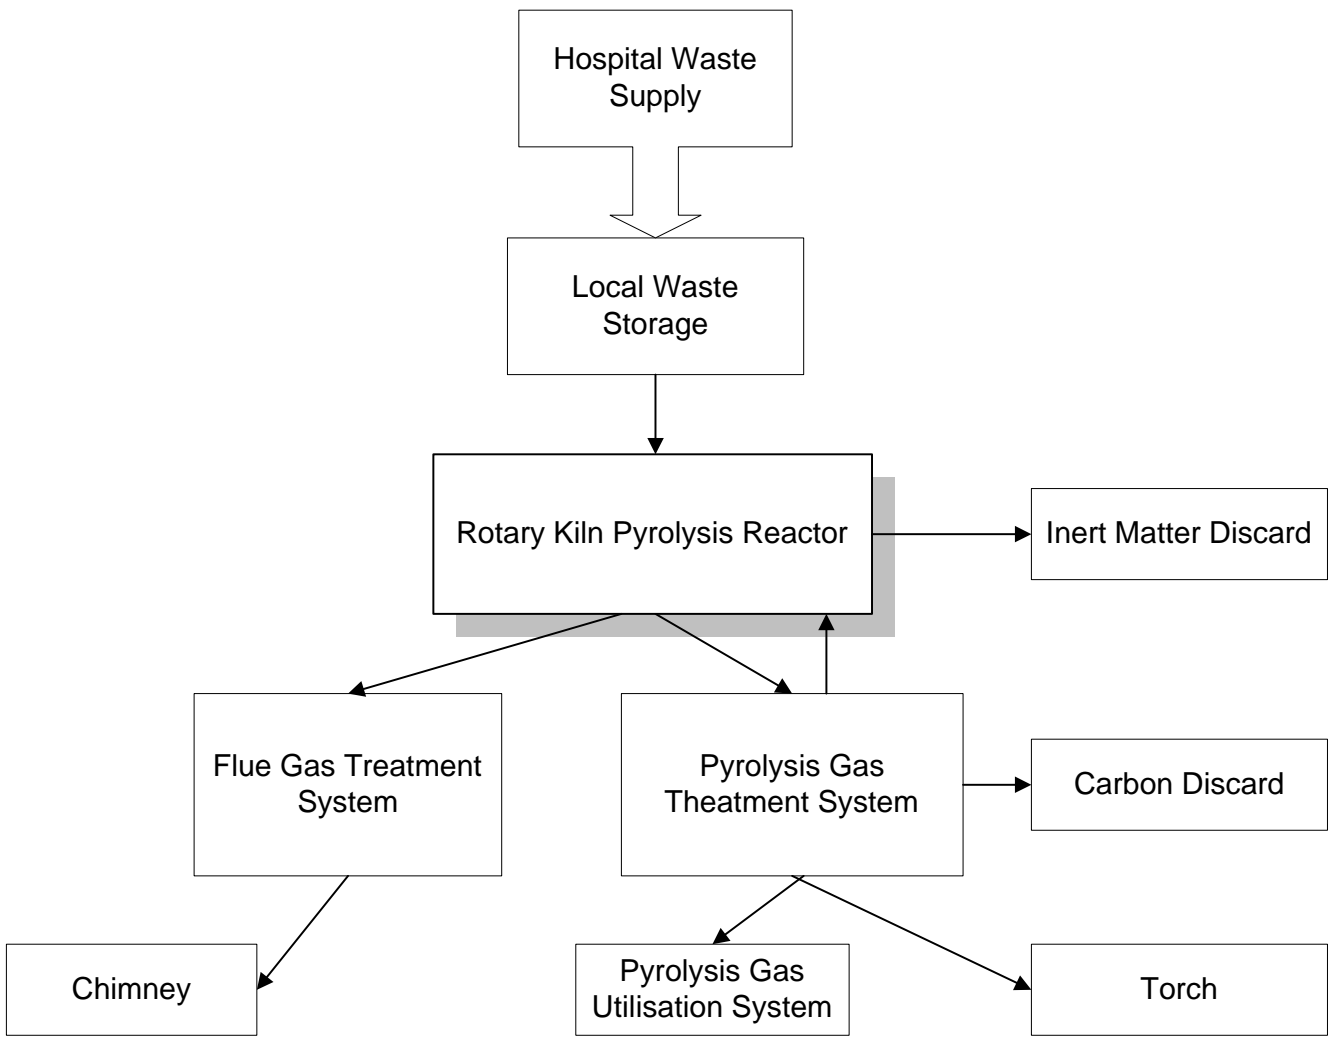 Hospital Waste
Supply
Local Waste
Storage
Rotary Kiln Pyrolysis Reactor
Inert Matter Discard
Flue Gas Treatment
System
Pyrolysis Gas
Theatment System
Carbon Discard
Chimney
Pyrolysis Gas
Utilisation System
Torch